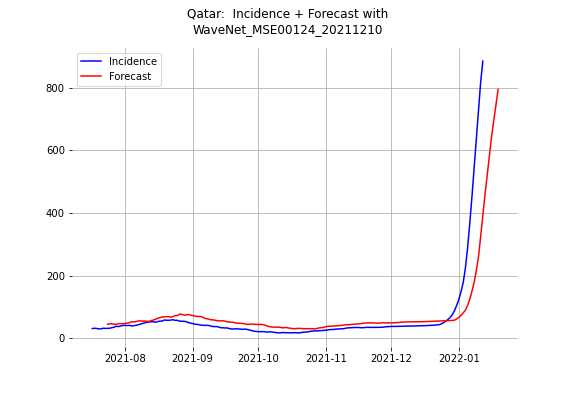 Qatar:  Incidence + Forecast with
WaveNet_MSE00124_20211210
Incidence
Forecast
800
600
400
200
0
2021-08
2021-09
2021-10
2021-11
2021-12
2022-01